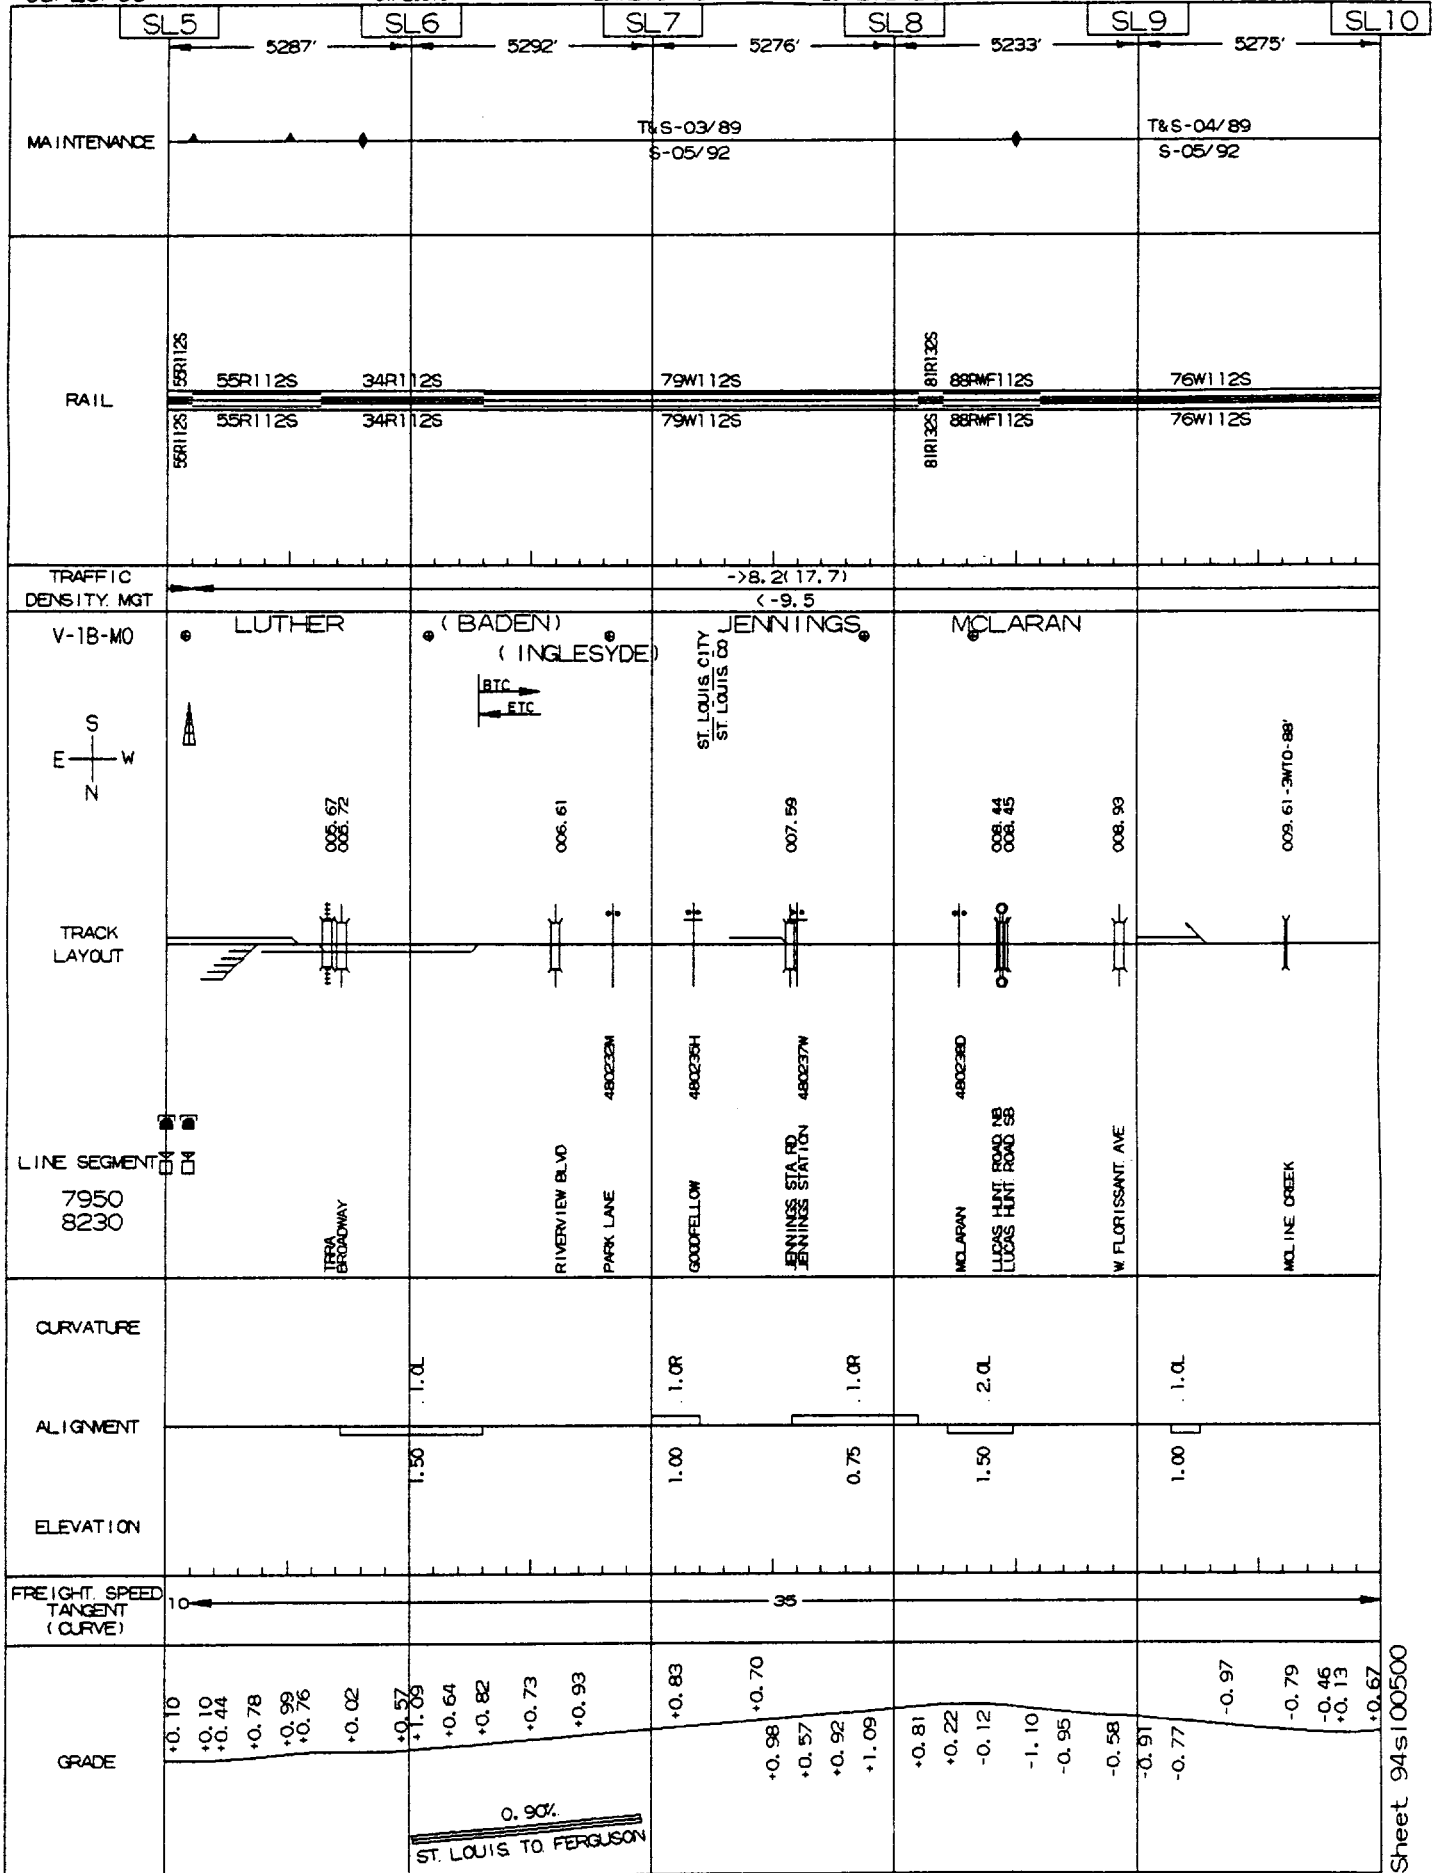 SL5 SL6 SL7 SL8 SL9 SL10
5287' 5292' 5276' 5233' 5275'
MAINTENANCE
T&S-03/89 T&S-04/89
S-05/92 S-05/92
RAIL
55R112S 55R112S 34R112S 79W112S 81R132S 88RWF112S 76W112S
55R112S 55R112S 34R112S 79W112S 81R132S 88RWF112S 76W112S
TRAFFIC
DENSITY. MGT
->8.2(17.7)
<-9.5
V-1B-MO
LUTHER (BADEN) JENNINGS MCLARAN
(INGLESYDE)
ST. LOUIS. CITY
ST. LOUIS. CO
BTC
ETC
S
E W
N
005.67
005.72
006.61
007.59
008.44
008.45
008.93
009.61-3WTO-88'
TRACK
LAYOUT
480232M
480235H
480237W
480238D
LINE SEGMENT
7950
8230
TRRA
BROADWAY
RIVERVIEW BLVD
PARK LANE
GOODFELLOW
JENNINGS STA. RD.
JENNINGS STATION
MCLARAN
LUCAS HUNT ROAD NB
LUCAS HUNT ROAD SB
W. FLORISSANT. AVE
MOLINE CREEK
CURVATURE
1.0L 1.0R 1.0R 2.0L 1.0L
ALIGNMENT
1.50 1.00 0.75 1.50 1.00
ELEVATION
FREIGHT. SPEED
TANGENT
(CURVE)
10 35
GRADE
+0.10
+0.10
+0.44
+0.78
+0.99
+0.76
+0.02
+0.57
+1.09
+0.64
+0.82
+0.73
+0.93
+0.83
+0.70
+0.98
+0.57
+0.92
+1.09
+0.81
+0.22
-0.12
-1.10
-0.95
-0.58
-0.91
-0.77
-0.97
-0.79
-0.46
+0.13
+0.67
0.90%
ST. LOUIS TO FERGUSON
Sheet 94s100500